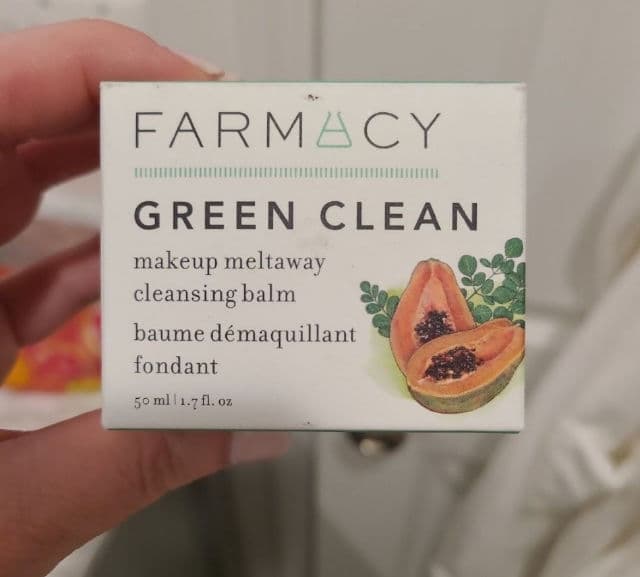 FARMACY
GREEN CLEAN
makeup meltaway
cleansing balm
baume démaquillant
fondant
50 ml | 1.7 fl. oz